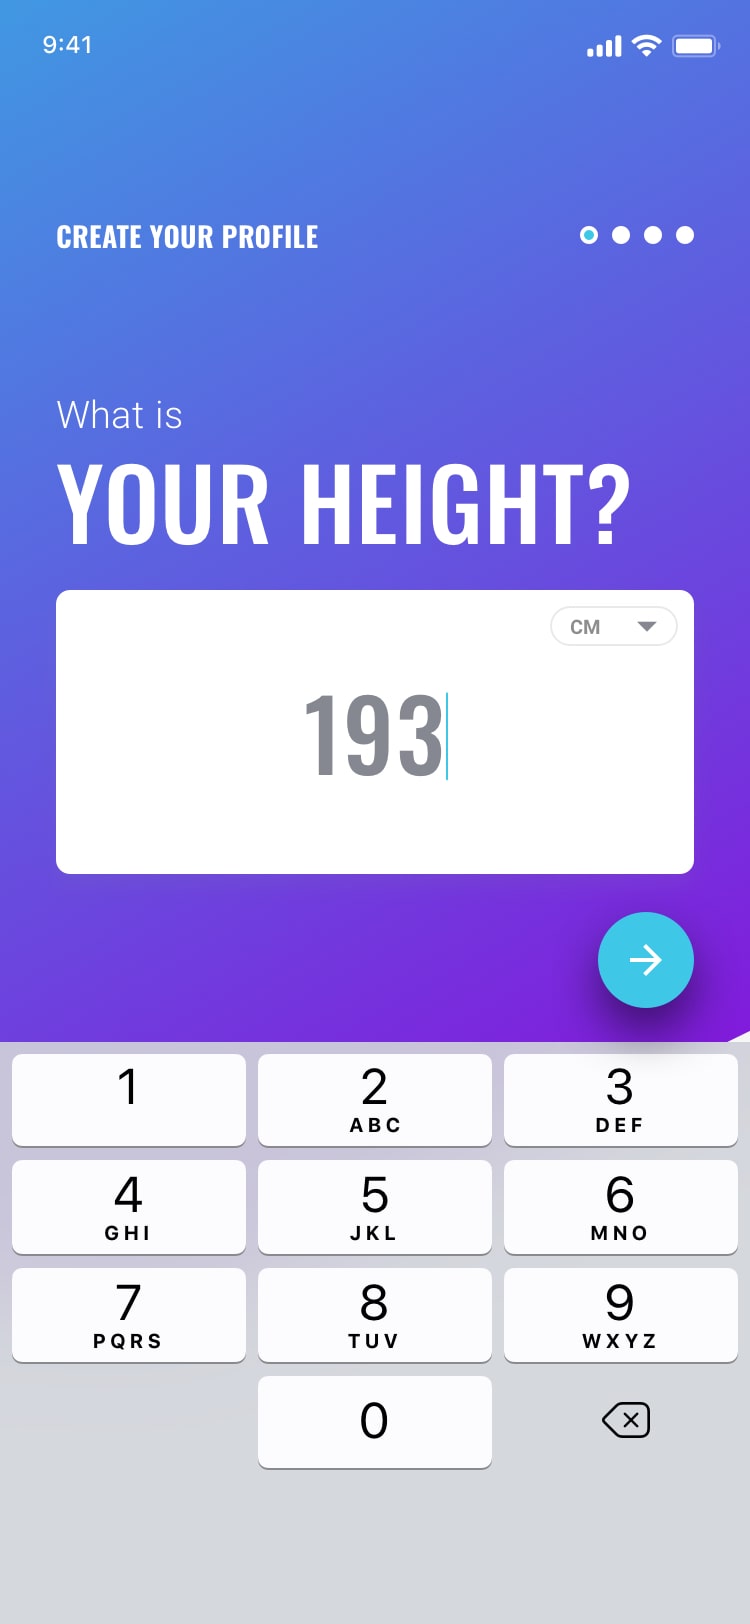 9:41
CREATE YOUR PROFILE
What is
YOUR HEIGHT?
CM
193
1
2
ABC
3
DEF
4
GHI
5
JKL
6
MNO
7
PQRS
8
TUV
9
WXYZ
0